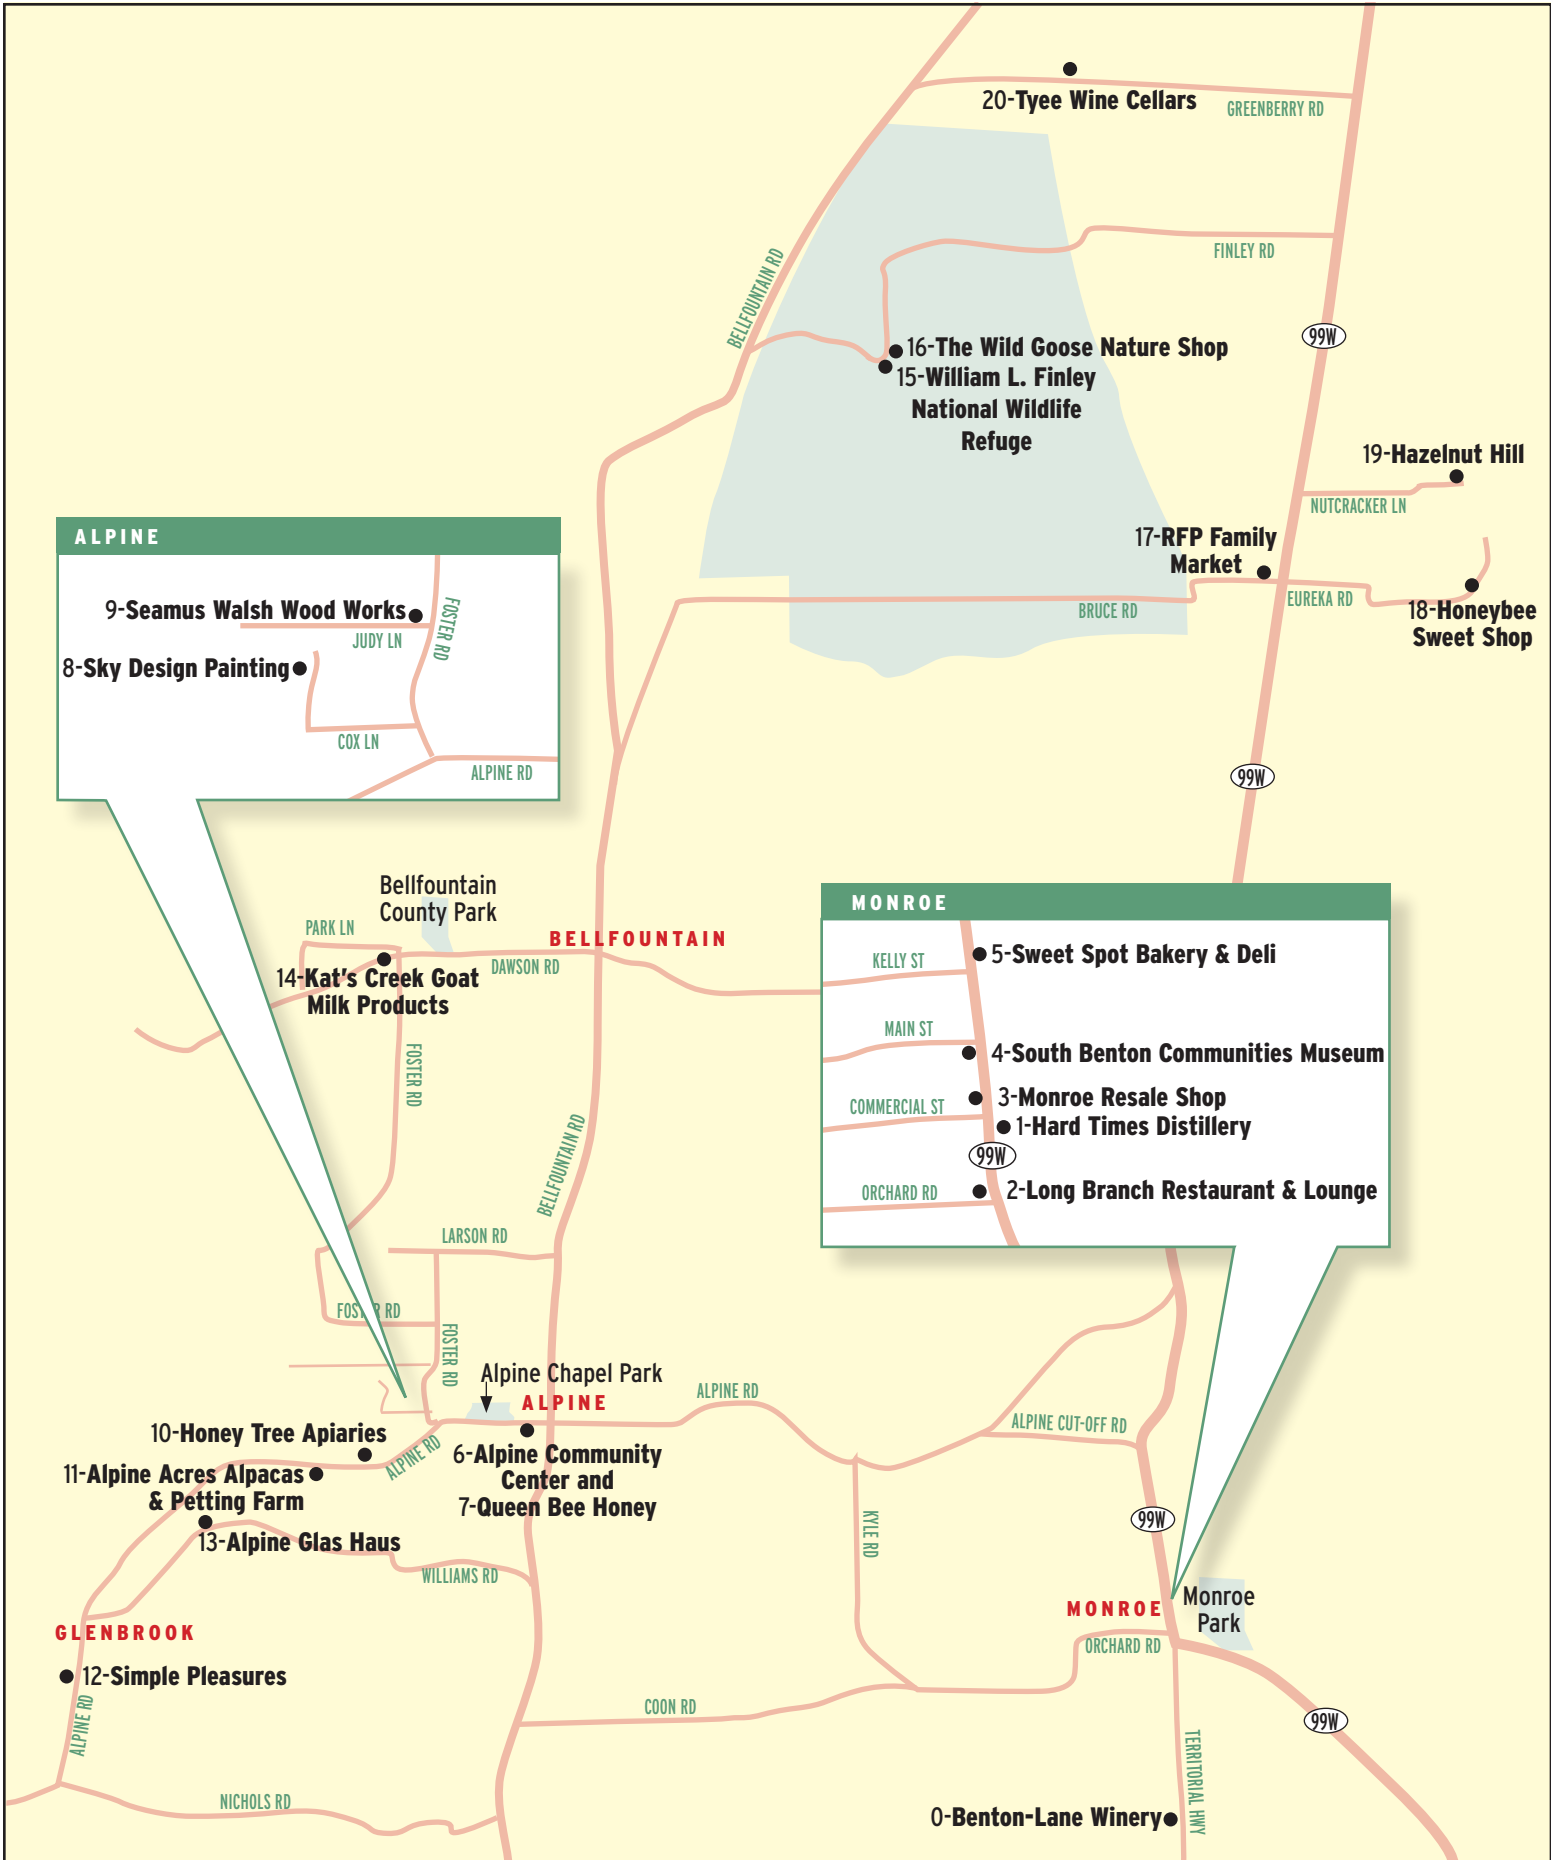 20-Tyee Wine Cellars
GREENBERRY RD
FINLEY RD
BELLFOUNTAIN RD
99W
16-The Wild Goose Nature Shop
15-William L. Finley
National Wildlife
Refuge
19-Hazelnut Hill
NUTCRACKER LN
17-RFP Family
Market
EUREKA RD
BRUCE RD
18-Honeybee
Sweet Shop
99W
ALPINE
9-Seamus Walsh Wood Works
FOSTER RD
JUDY LN
8-Sky Design Painting
COX LN
ALPINE RD
Bellfountain
County Park
PARK LN
BELLFOUNTAIN
DAWSON RD
14-Kat's Creek Goat
Milk Products
FOSTER RD
BELLFOUNTAIN RD
MONROE
5-Sweet Spot Bakery & Deli
KELLY ST
MAIN ST
4-South Benton Communities Museum
3-Monroe Resale Shop
COMMERCIAL ST
1-Hard Times Distillery
99W
ORCHARD RD
2-Long Branch Restaurant & Lounge
LARSON RD
FOSTER RD
FOSTER RD
Alpine Chapel Park
ALPINE
ALPINE RD
ALPINE CUT-OFF RD
10-Honey Tree Apiaries
ALPINE RD
6-Alpine Community
Center and
7-Queen Bee Honey
11-Alpine Acres Alpacas
& Petting Farm
13-Alpine Glas Haus
WILLIAMS RD
KYLE RD
99W
Monroe
Park
MONROE
ORCHARD RD
GLENBROOK
12-Simple Pleasures
ALPINE RD
COON RD
99W
TERRITORIAL HWY
NICHOLS RD
0-Benton-Lane Winery